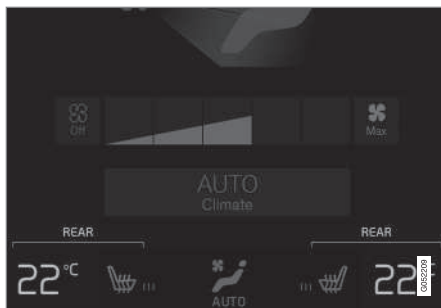 Off
Max
AUTO
Climate
REAR
REAR
22°C
22°
AUTO
G052209